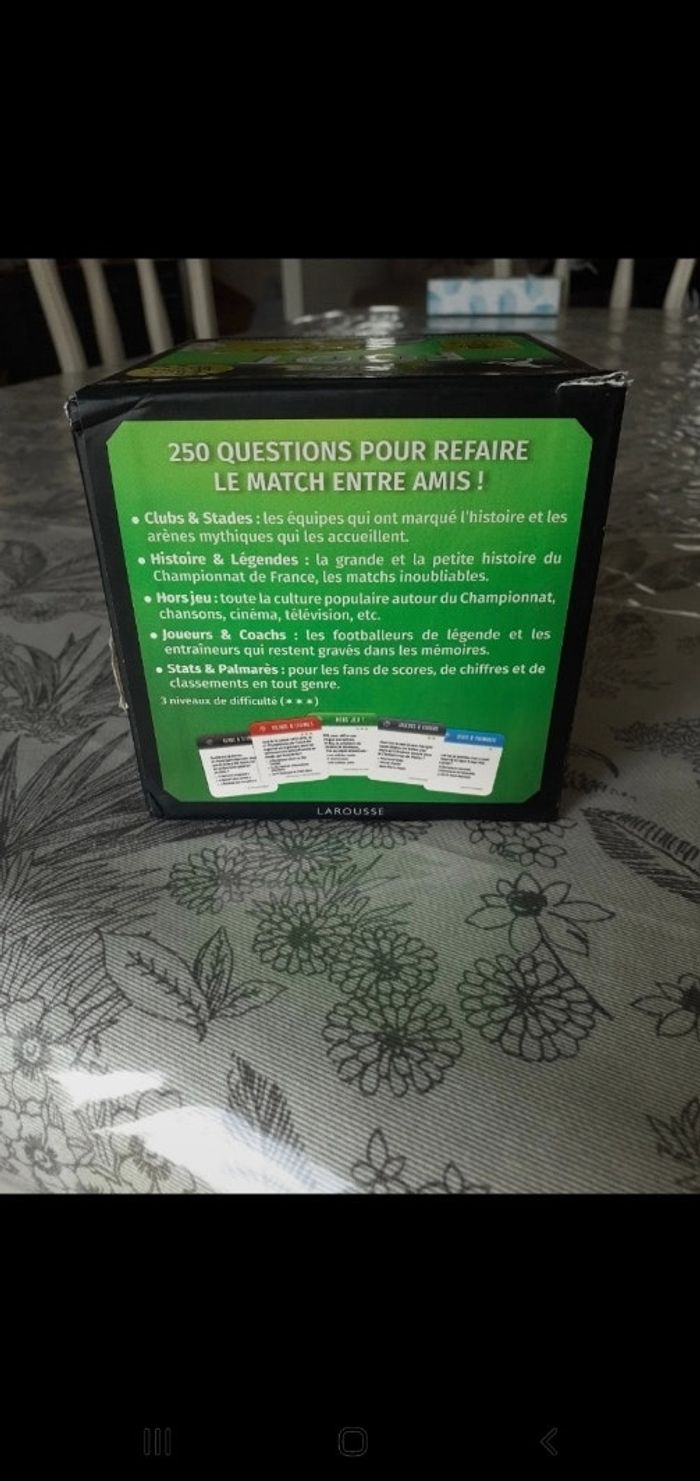 250 QUESTIONS POUR REFAIRE
LE MATCH ENTRE AMIS !
• Clubs & Stades : les équipes qui ont marqué l'histoire et les
arènes mythiques qui les accueillent.
• Histoire & Légendes : la grande et la petite histoire du
Championnat de France, les matchs inoubliables.
• Hors jeu : toute la culture populaire autour du Championnat,
chansons, cinéma, télévision, etc.
• Joueurs & Coachs : les footballeurs de légende et les
entraîneurs qui restent gravés dans les mémoires.
• Stats & Palmarès : pour les fans de scores, de chiffres et de
classements en tout genre.
3 niveaux de difficulté (★★★)
HORS JEU !
LAROUSSE